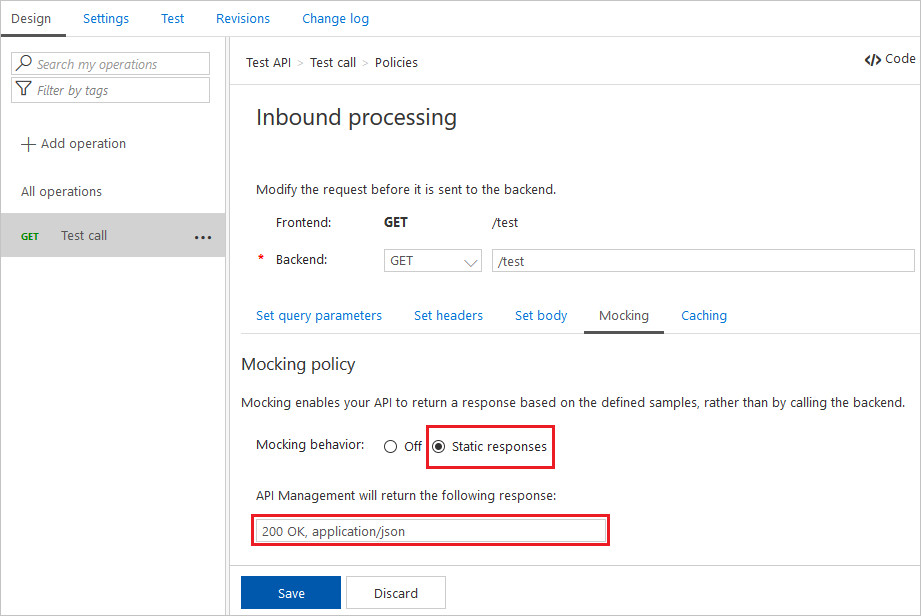 Design Settings Test Revisions Change log
Search my operations
Filter by tags
Add operation
All operations
GET Test call
Test API > Test call > Policies
</> Code
Inbound processing
Modify the request before it is sent to the backend.
Frontend: GET /test
* Backend: GET /test
Set query parameters Set headers Set body Mocking Caching
Mocking policy
Mocking enables your API to return a response based on the defined samples, rather than by calling the backend.
Mocking behavior: Off Static responses
API Management will return the following response:
200 OK, application/json
Save Discard